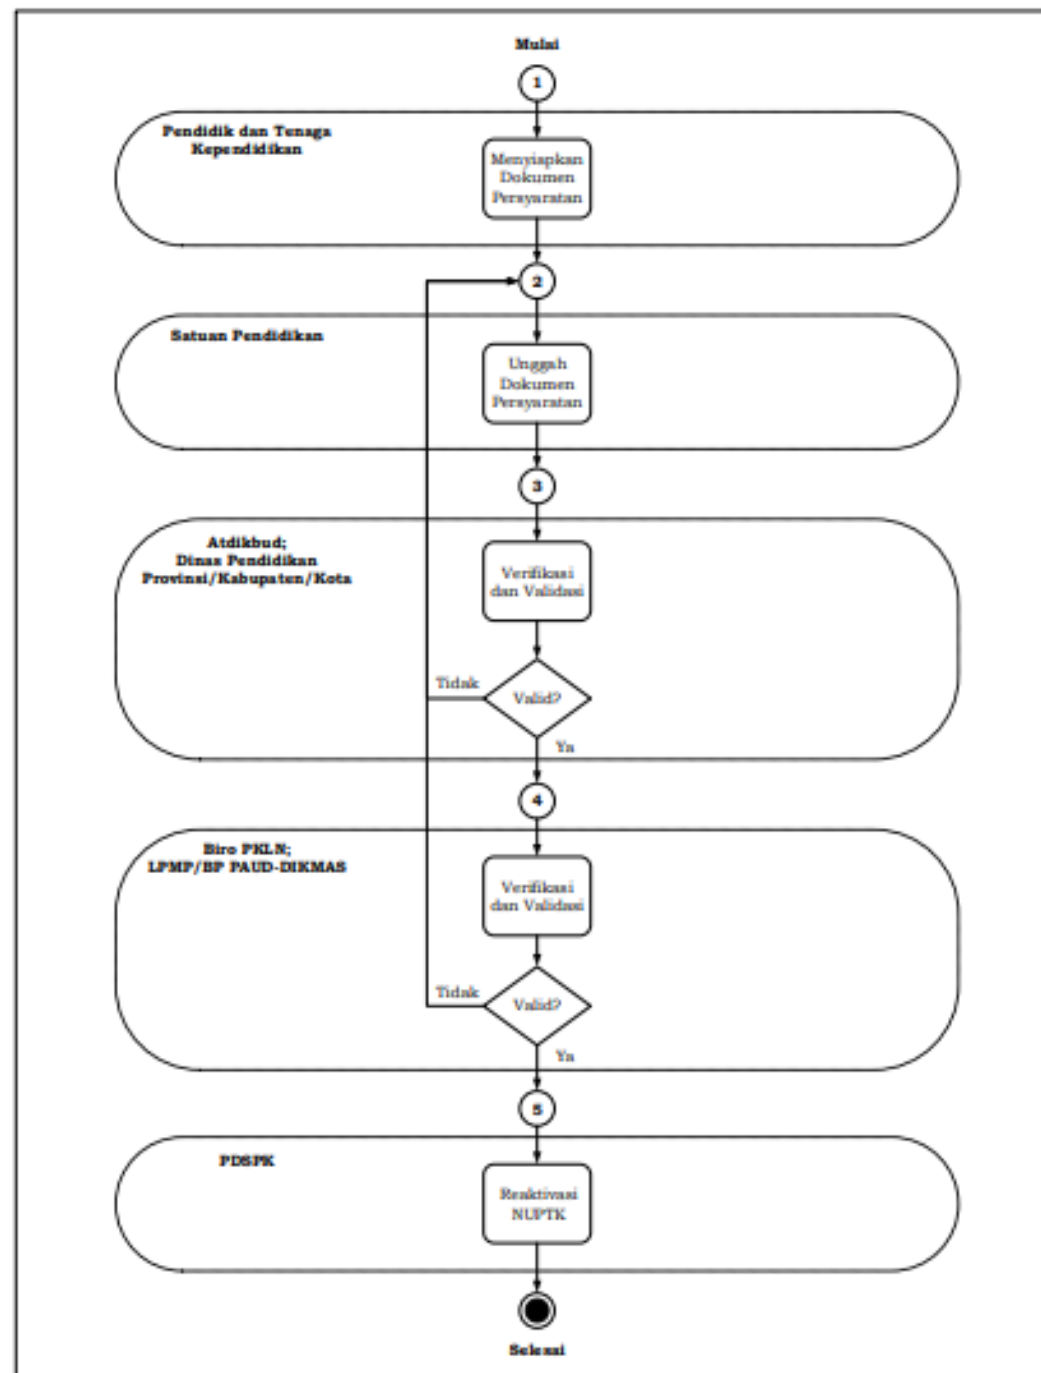 Mulai
1
Pendidik dan Tenaga
Kependidikan
Menyiapkan
Dokumen
Persyaratan
2
Satuan Pendidikan
Unggah
Dokumen
Persyaratan
3
Atdikbud;
Dinas Pendidikan
Provinsi/Kabupaten/Kota
Verifikasi
dan Validasi
Tidak
Valid?
Ya
4
Biro PKLN;
LPMP/BP PAUD-DIKMAS
Verifikasi
dan Validasi
Tidak
Valid?
Ya
5
PDSPK
Reaktivasi
NUPTK
Selesai